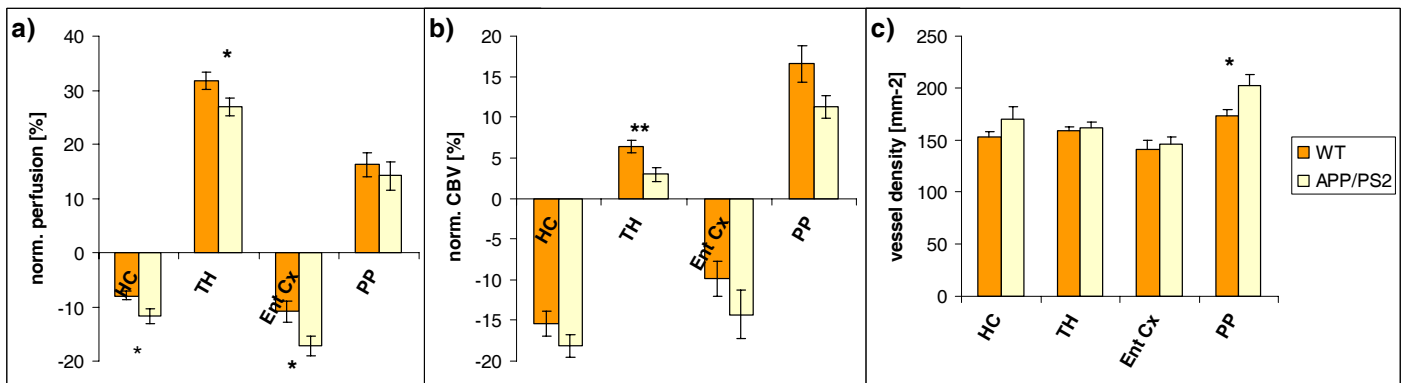 a)
norm. perfusion [%]
40
30
20
10
0
-10
-20
HC
TH
Ent Cx
PP
*
*
*
b)
norm. CBV [%]
20
15
10
5
0
-5
-10
-15
-20
HC
TH
Ent Cx
PP
**
c)
vessel density [mm-2]
250
200
150
100
50
0
HC
TH
Ent Cx
PP
*
WT
APP/PS2